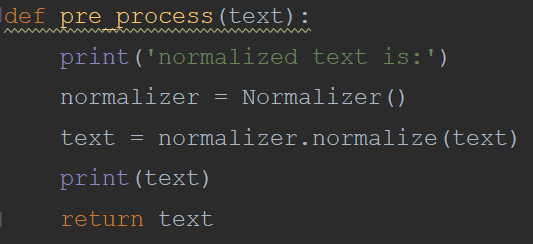 def pre_process(text):
    print('normalized text is:')
    normalizer = Normalizer()
    text = normalizer.normalize(text)
    print(text)
    return text